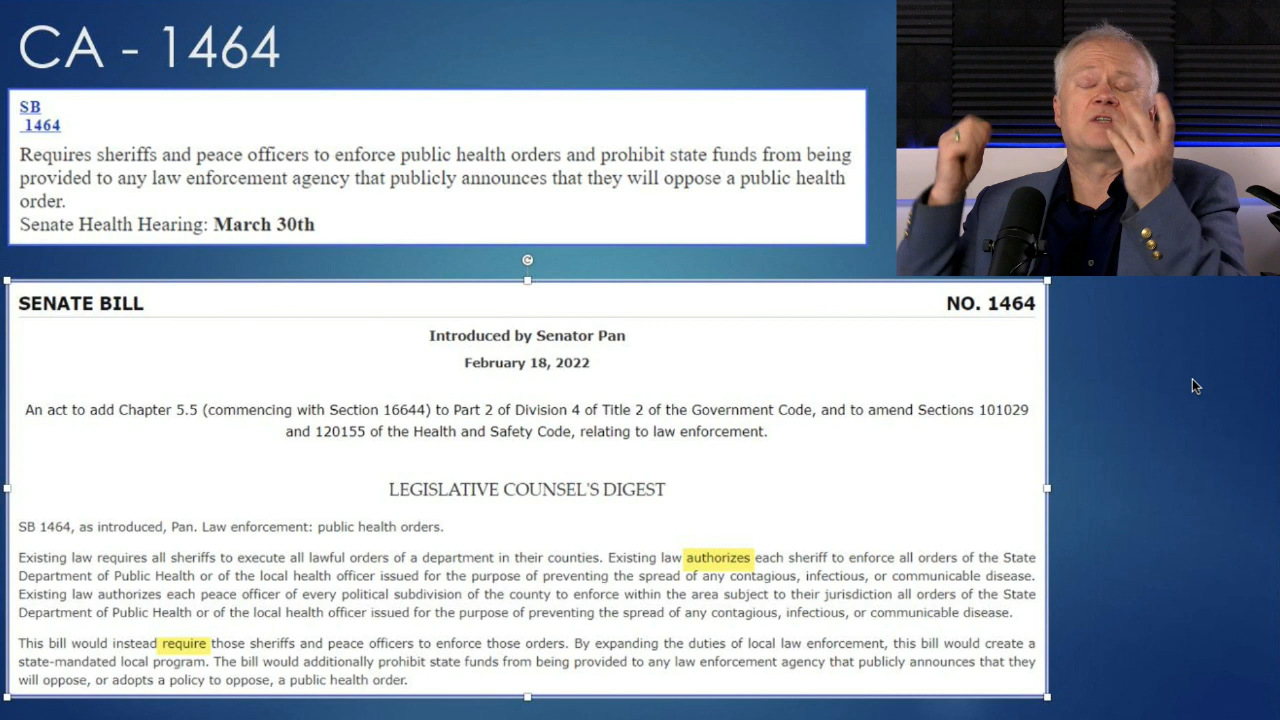 CA - 1464
SB
1464
Requires sheriffs and peace officers to enforce public health orders and prohibit state funds from being
provided to any law enforcement agency that publicly announces that they will oppose a public health
order.
Senate Health Hearing: March 30th
SENATE BILL NO. 1464
Introduced by Senator Pan
February 18, 2022
An act to add Chapter 5.5 (commencing with Section 16644) to Part 2 of Division 4 of Title 2 of the Government Code, and to amend Sections 101029
and 120155 of the Health and Safety Code, relating to law enforcement.
LEGISLATIVE COUNSEL'S DIGEST
SB 1464, as introduced, Pan. Law enforcement: public health orders.
Existing law requires all sheriffs to execute all lawful orders of a department in their counties. Existing law authorizes each sheriff to enforce all orders of the State
Department of Public Health or of the local health officer issued for the purpose of preventing the spread of any contagious, infectious, or communicable disease.
Existing law authorizes each peace officer of every political subdivision of the county to enforce within the area subject to their jurisdiction all orders of the State
Department of Public Health or of the local health officer issued for the purpose of preventing the spread of any contagious, infectious, or communicable disease.
This bill would instead require those sheriffs and peace officers to enforce those orders. By expanding the duties of local law enforcement, this bill would create a
state-mandated local program. The bill would additionally prohibit state funds from being provided to any law enforcement agency that publicly announces that they
will oppose, or adopts a policy to oppose, a public health order.